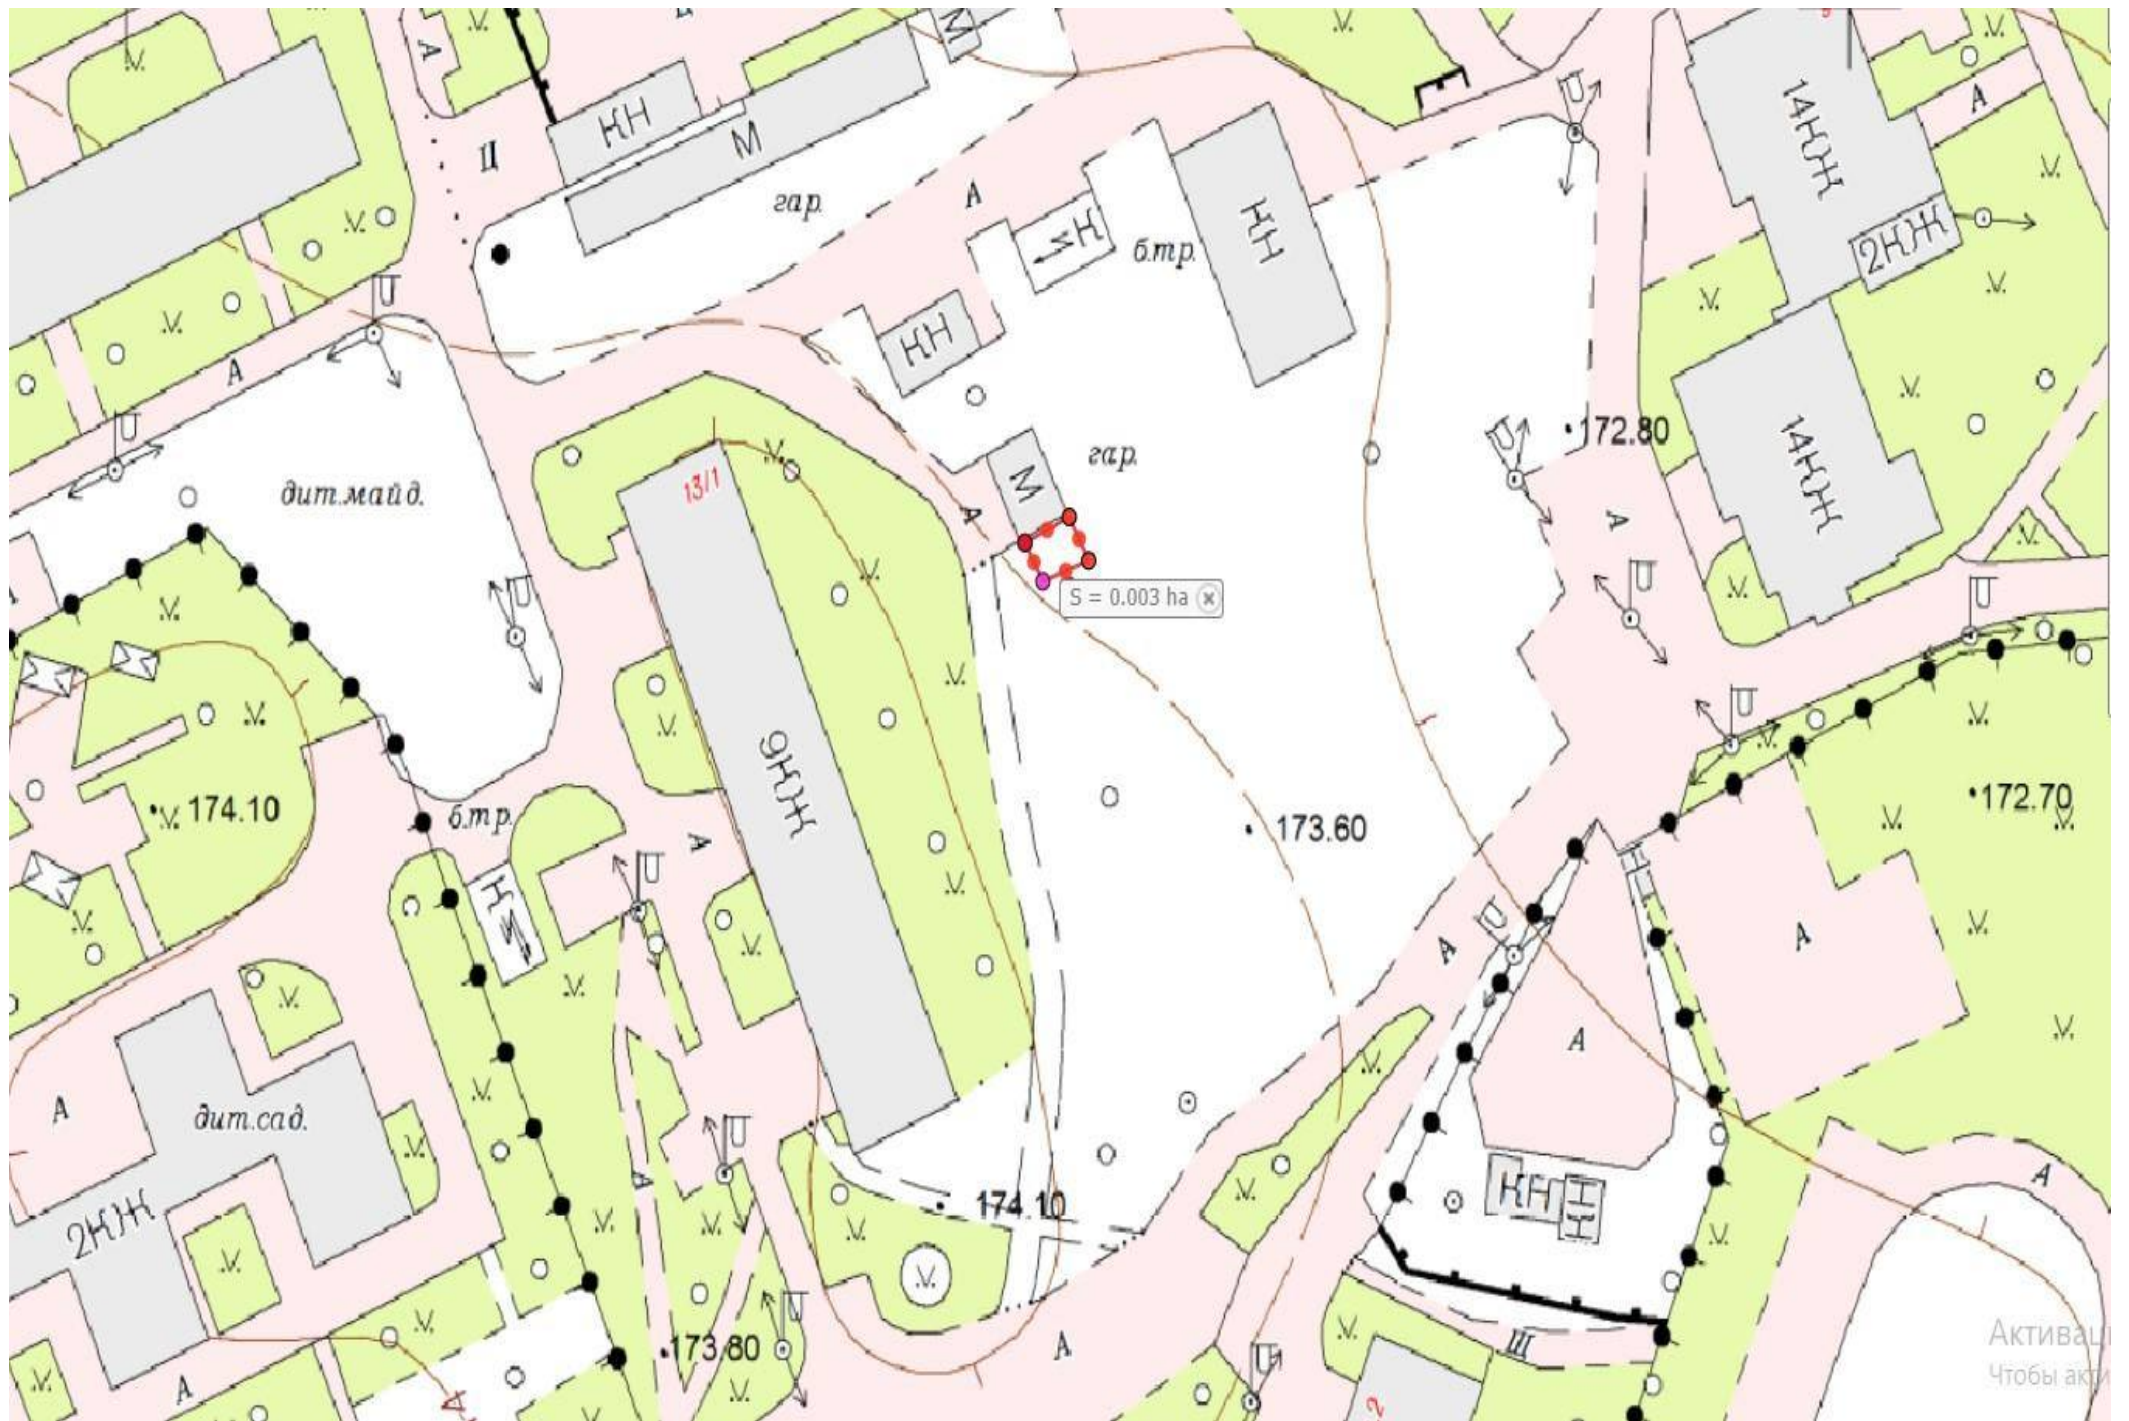 А
КН
М
М
Ц
гар.
А
КН
б.тр.
К
14КЖ
А
2КЖ
КН
А
гар.
172.80
14КЖ
дит.майд.
13/1
М
А
А
S = 0.003 ha
9КЖ
174.10
б.тр.
А
173.60
172.70
К
С
Н
А
А
А
А
дит.сад.
2КЖ
А
174.10
КН
КН
А
173.80
А
А
Ш
2
Активац
Чтобы акти